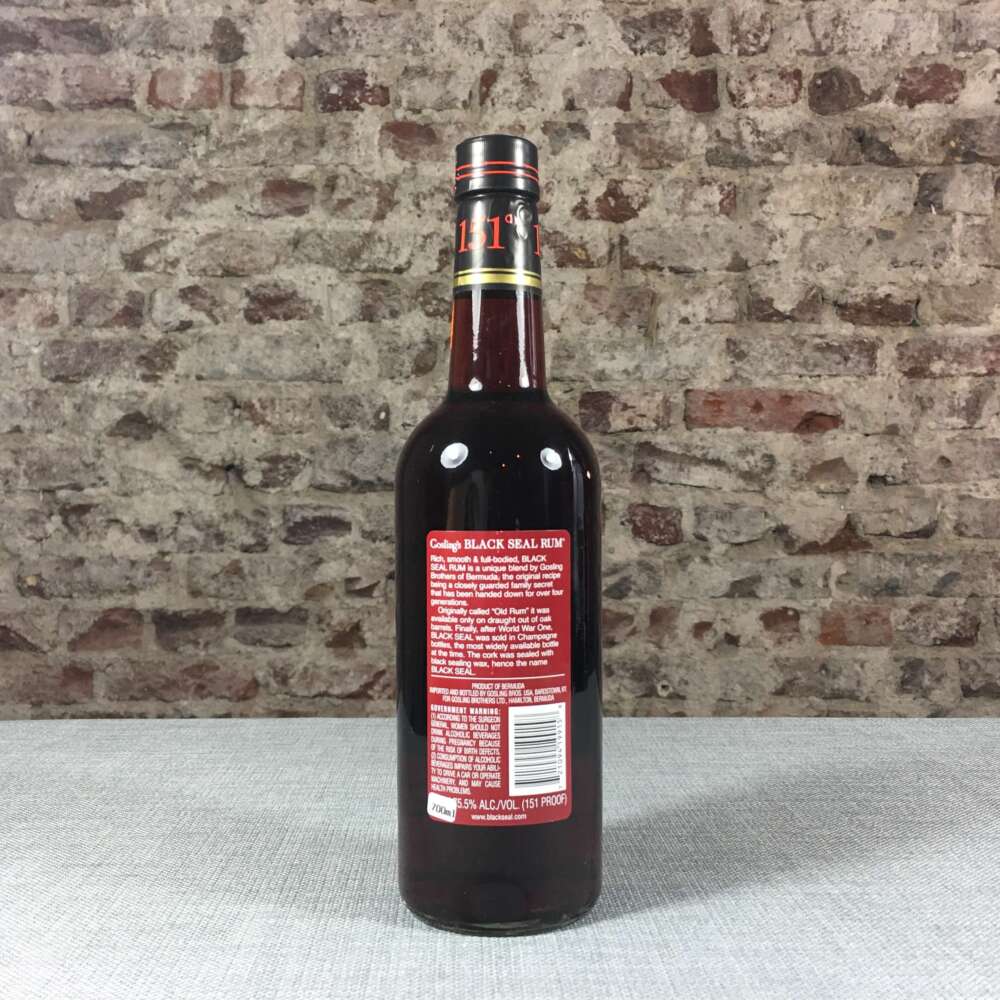 151°
1
Gosling's BLACK SEAL RUM®
Rich, smooth & full-bodied, BLACK
SEAL RUM is a unique blend by Gosling
Brothers of Bermuda, the original recipe
being a closely guarded family secret
that has been handed down for over four
generations.
Originally called "Old Rum" it was
available only on draught out of oak
barrels. Finally, after World War One,
BLACK SEAL was sold in Champagne
bottles, the most widely available bottle
at the time. The cork was sealed with
black sealing wax, hence the name
BLACK SEAL.
PRODUCT OF BERMUDA
IMPORTED AND BOTTLED BY GOSLING BROS. USA, BARDSTOWN, KY
FOR GOSLING BROTHERS LTD., HAMILTON, BERMUDA
GOVERNMENT WARNING:
(1) ACCORDING TO THE SURGEON
GENERAL, WOMEN SHOULD NOT
DRINK ALCOHOLIC BEVERAGES
DURING PREGNANCY BECAUSE
OF THE RISK OF BIRTH DEFECTS.
(2) CONSUMPTION OF ALCOHOLIC
BEVERAGES IMPAIRS YOUR ABILI-
TY TO DRIVE A CAR OR OPERATE
MACHINERY, AND MAY CAUSE
HEALTH PROBLEMS.
700ml
75.5% ALC./VOL. (151 PROOF)
www.blackseal.com